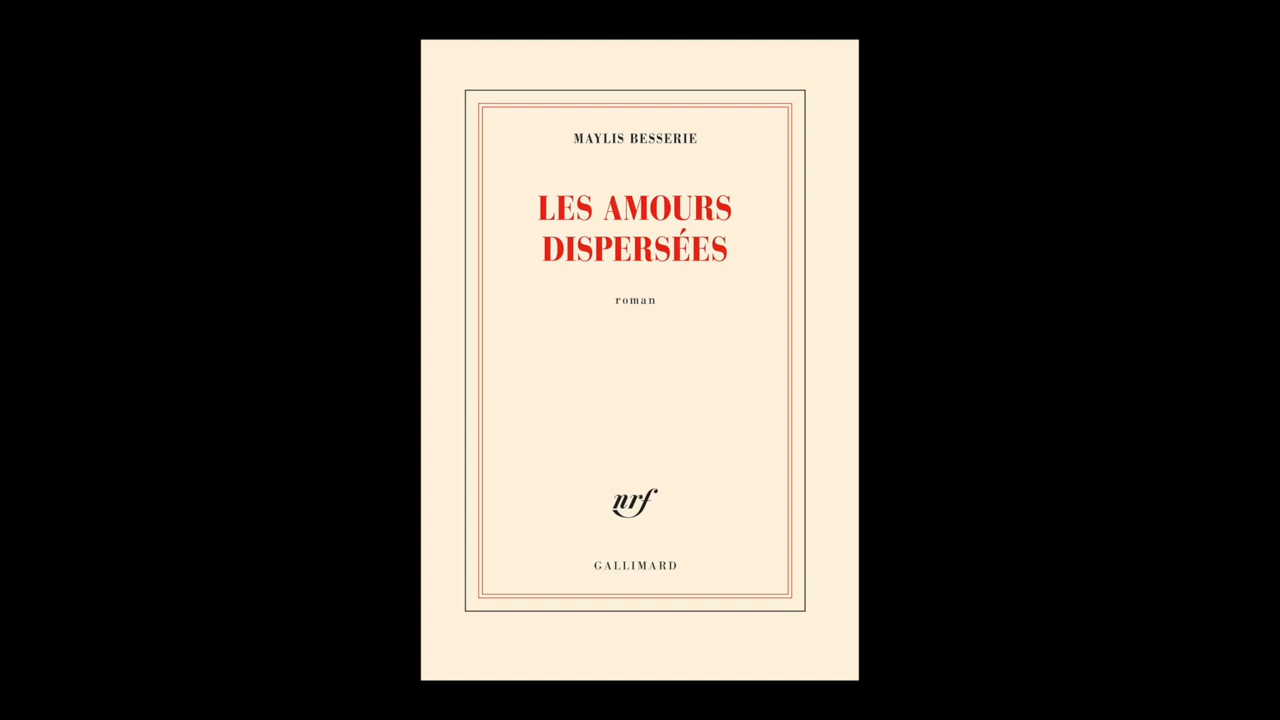 MAYLIS BESSERIE
LES AMOURS
DISPERSÉES
roman
nrf
GALLIMARD